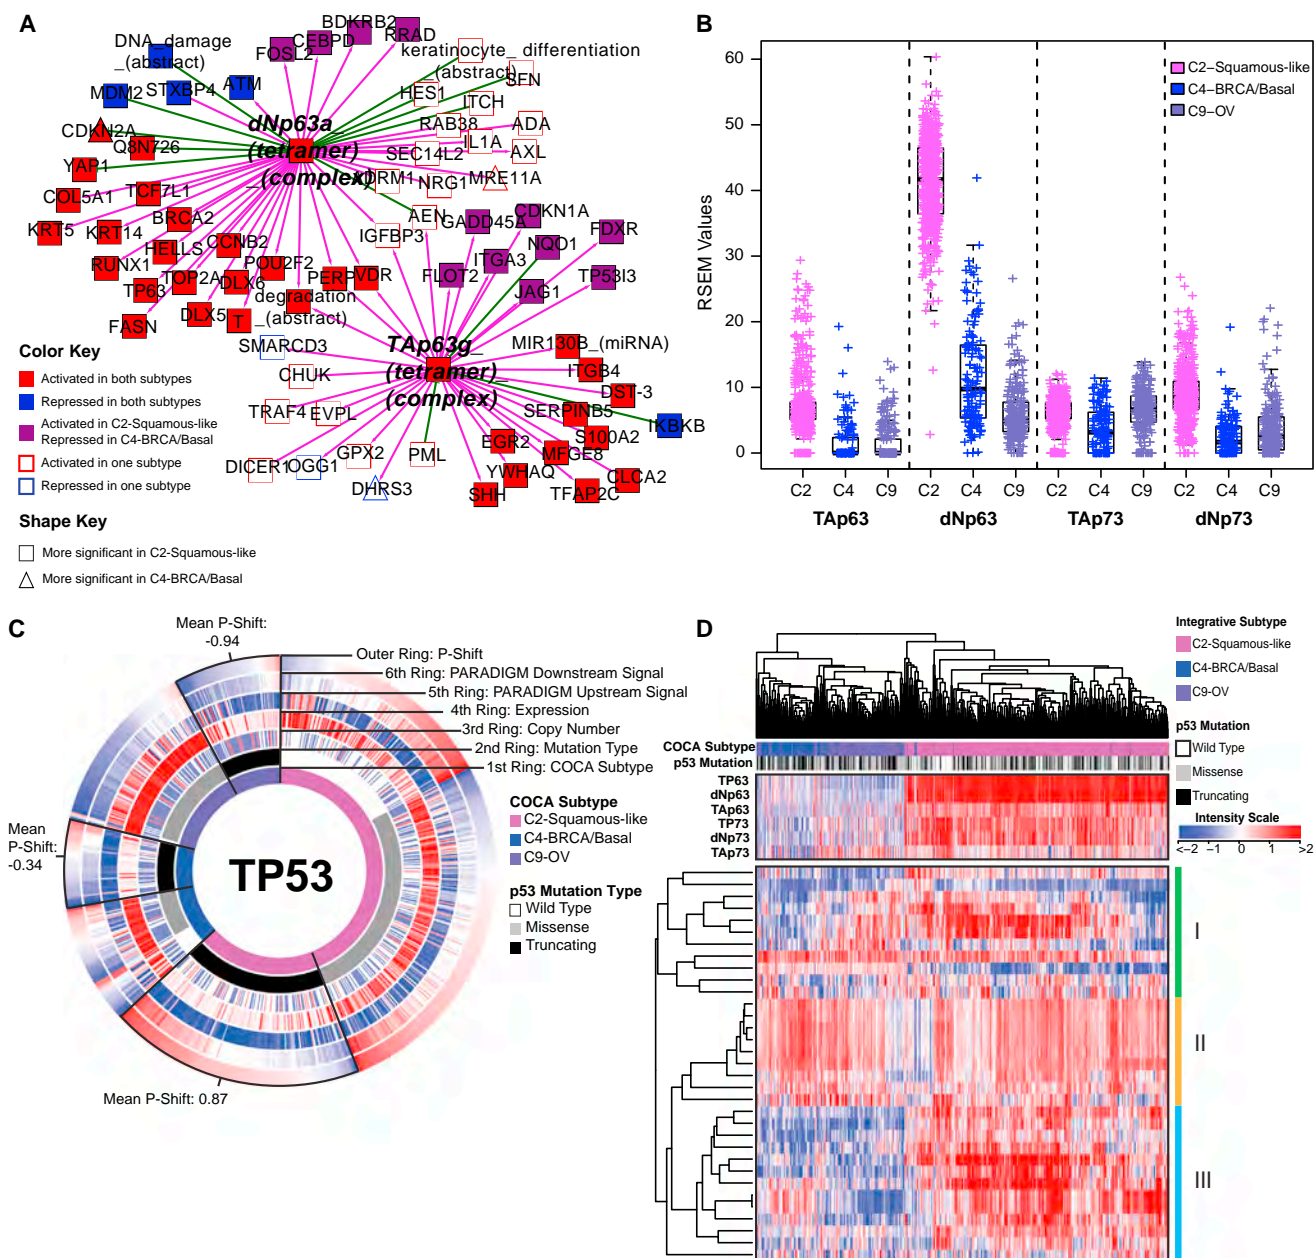 A
DNA_damage
_(abstract)
FOSL2
CEBPD
BDKRB2
RRAD
keratinocyte_differentiation
_(abstract)
SFN
MDM2
STXBP4
ATM
HES1
ITCH
CDKN2A
Q8N726
dNp63a_
(tetramer)
_(complex)
RAB38
ADA
IL1A
SEC14L2
AXL
YAP1
ADRM1
NRG1
MRE11A
COL5A1
TCF7L1
BRCA2
AEN
GADD45A
CDKN1A
KRT5
KRT14
IGFBP3
NQO1
FDXR
HELLS
CCNB2
RUNX1
TOP2A
POU2F2
ITGA3
TP63
DLX6
PERP
VDR
FLOT2
JAG1
TP53I3
degradation
_(abstract)
FASN
DLX5
T
SMARCD3
TAp63g_
(tetramer)_
(complex)
MIR130B_(miRNA)
ITGB4
CHUK
DST-3
TRAF4
EVPL
SERPINB5
IKBKB
EGR2
S100A2
GPX2
PML
MFGE8
DICER1
OGG1
YWHAQ
CLCA2
DHRS3
SHH
TFAP2C
Color Key
Activated in both subtypes
Repressed in both subtypes
Activated in C2-Squamous-like
Repressed in C4-BRCA/Basal
Activated in one subtype
Repressed in one subtype
Shape Key
More significant in C2-Squamous-like
More significant in C4-BRCA/Basal
B
RSEM Values
60
50
40
30
20
10
0
C2–Squamous-like
C4–BRCA/Basal
C9–OV
C2 C4 C9 C2 C4 C9 C2 C4 C9 C2 C4 C9
TAp63 dNp63 TAp73 dNp73
C
Mean P-Shift:
-0.94
Outer Ring: P-Shift
6th Ring: PARADIGM Downstream Signal
5th Ring: PARADIGM Upstream Signal
4th Ring: Expression
3rd Ring: Copy Number
2nd Ring: Mutation Type
1st Ring: COCA Subtype
Mean
P-Shift:
-0.34
TP53
COCA Subtype
C2-Squamous-like
C4-BRCA/Basal
C9-OV
p53 Mutation Type
Wild Type
Missense
Truncating
Mean P-Shift: 0.87
D
Integrative Subtype
C2-Squamous-like
C4-BRCA/Basal
C9-OV
p53 Mutation
Wild Type
Missense
Truncating
Intensity Scale
<–2 –1 0 1 >2
COCA Subtype
p53 Mutation
TP63
dNp63
TAp63
TP73
dNp73
TAp73
I
II
III